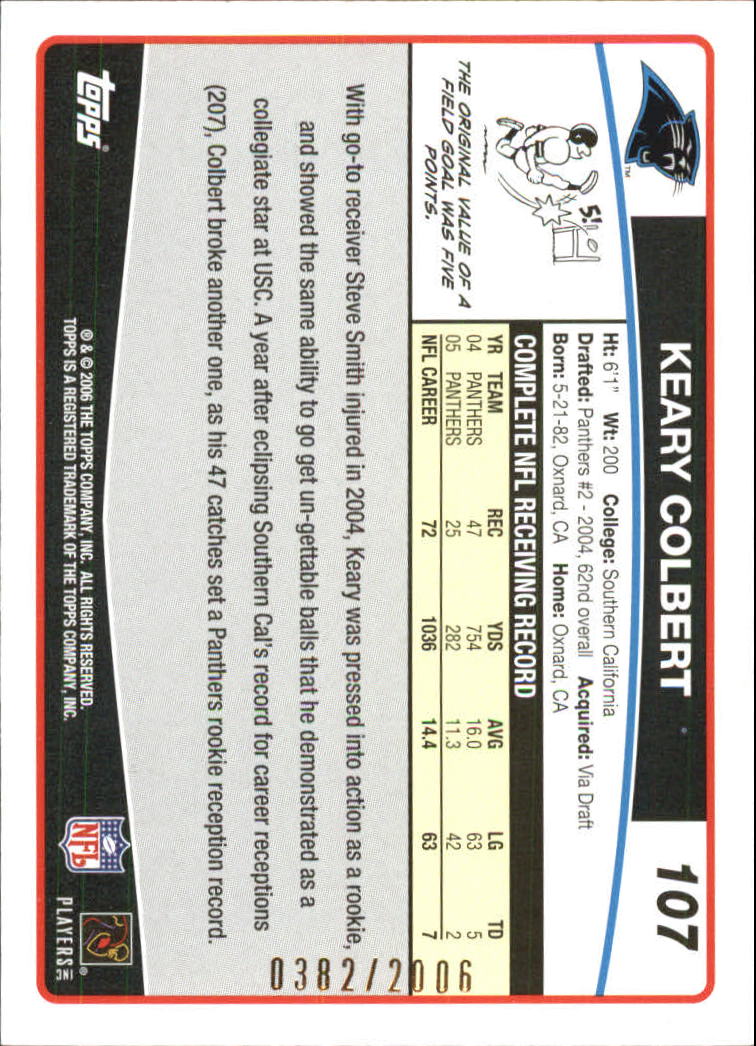 KEARY COLBERT
107
Ht: 6'1" Wt: 200 College: Southern California
Drafted: Panthers #2 - 2004, 62nd overall Acquired: Via Draft
Born: 5-21-82, Oxnard, CA Home: Oxnard, CA
TM
5!
THE ORIGINAL VALUE OF A
FIELD GOAL WAS FIVE
POINTS.
COMPLETE NFL RECEIVING RECORD
YR TEAM REC YDS AVG LG TD
04 PANTHERS 47 754 16.0 63 5
05 PANTHERS 25 282 11.3 42 2
NFL CAREER 72 1036 14.4 63 7
With go-to receiver Steve Smith injured in 2004, Keary was pressed into action as a rookie,
and showed the same ability to go get un-gettable balls that he demonstrated as a
collegiate star at USC. A year after eclipsing Southern Cal's record for career receptions
(207), Colbert broke another one, as his 47 catches set a Panthers rookie reception record.
0382/2006
topps®
® & © 2006 THE TOPPS COMPANY, INC. ALL RIGHTS RESERVED.
TOPPS IS A REGISTERED TRADEMARK OF THE TOPPS COMPANY, INC.
NFL
®
PLAYERS INC